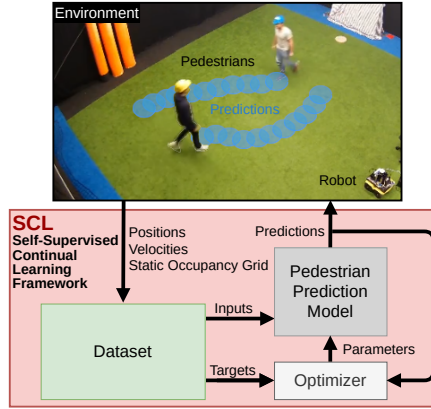 Environment
Pedestrians
Predictions
Robot
SCL
Self-Supervised
Continual
Learning
Framework
Positions
Velocities
Static Occupancy Grid
Predictions
Pedestrian
Prediction
Model
Inputs
Dataset
Parameters
Targets
Optimizer